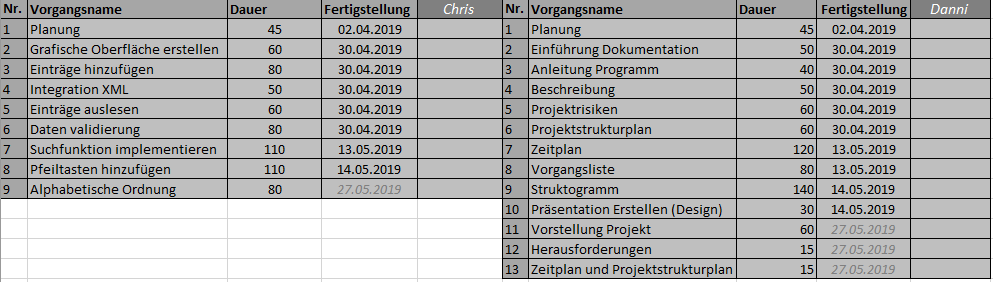 Nr. Vorgangsname Dauer Fertigstellung Chris Nr. Vorgangsname Dauer Fertigstellung Danni
1 Planung 45 02.04.2019 1 Planung 45 02.04.2019
2 Grafische Oberfläche erstellen 60 30.04.2019 2 Einführung Dokumentation 50 30.04.2019
3 Einträge hinzufügen 80 30.04.2019 3 Anleitung Programm 40 30.04.2019
4 Integration XML 50 30.04.2019 4 Beschreibung 50 30.04.2019
5 Einträge auslesen 60 30.04.2019 5 Projektrisiken 60 30.04.2019
6 Daten validierung 80 30.04.2019 6 Projektstrukturplan 60 30.04.2019
7 Suchfunktion implementieren 110 13.05.2019 7 Zeitplan 120 13.05.2019
8 Pfeiltasten hinzufügen 110 14.05.2019 8 Vorgangsliste 80 13.05.2019
9 Alphabetische Ordnung 80 27.05.2019 9 Struktogramm 140 14.05.2019
10 Präsentation Erstellen (Design) 30 14.05.2019
11 Vorstellung Projekt 60 27.05.2019
12 Herausforderungen 15 27.05.2019
13 Zeitplan und Projektstrukturplan 15 27.05.2019